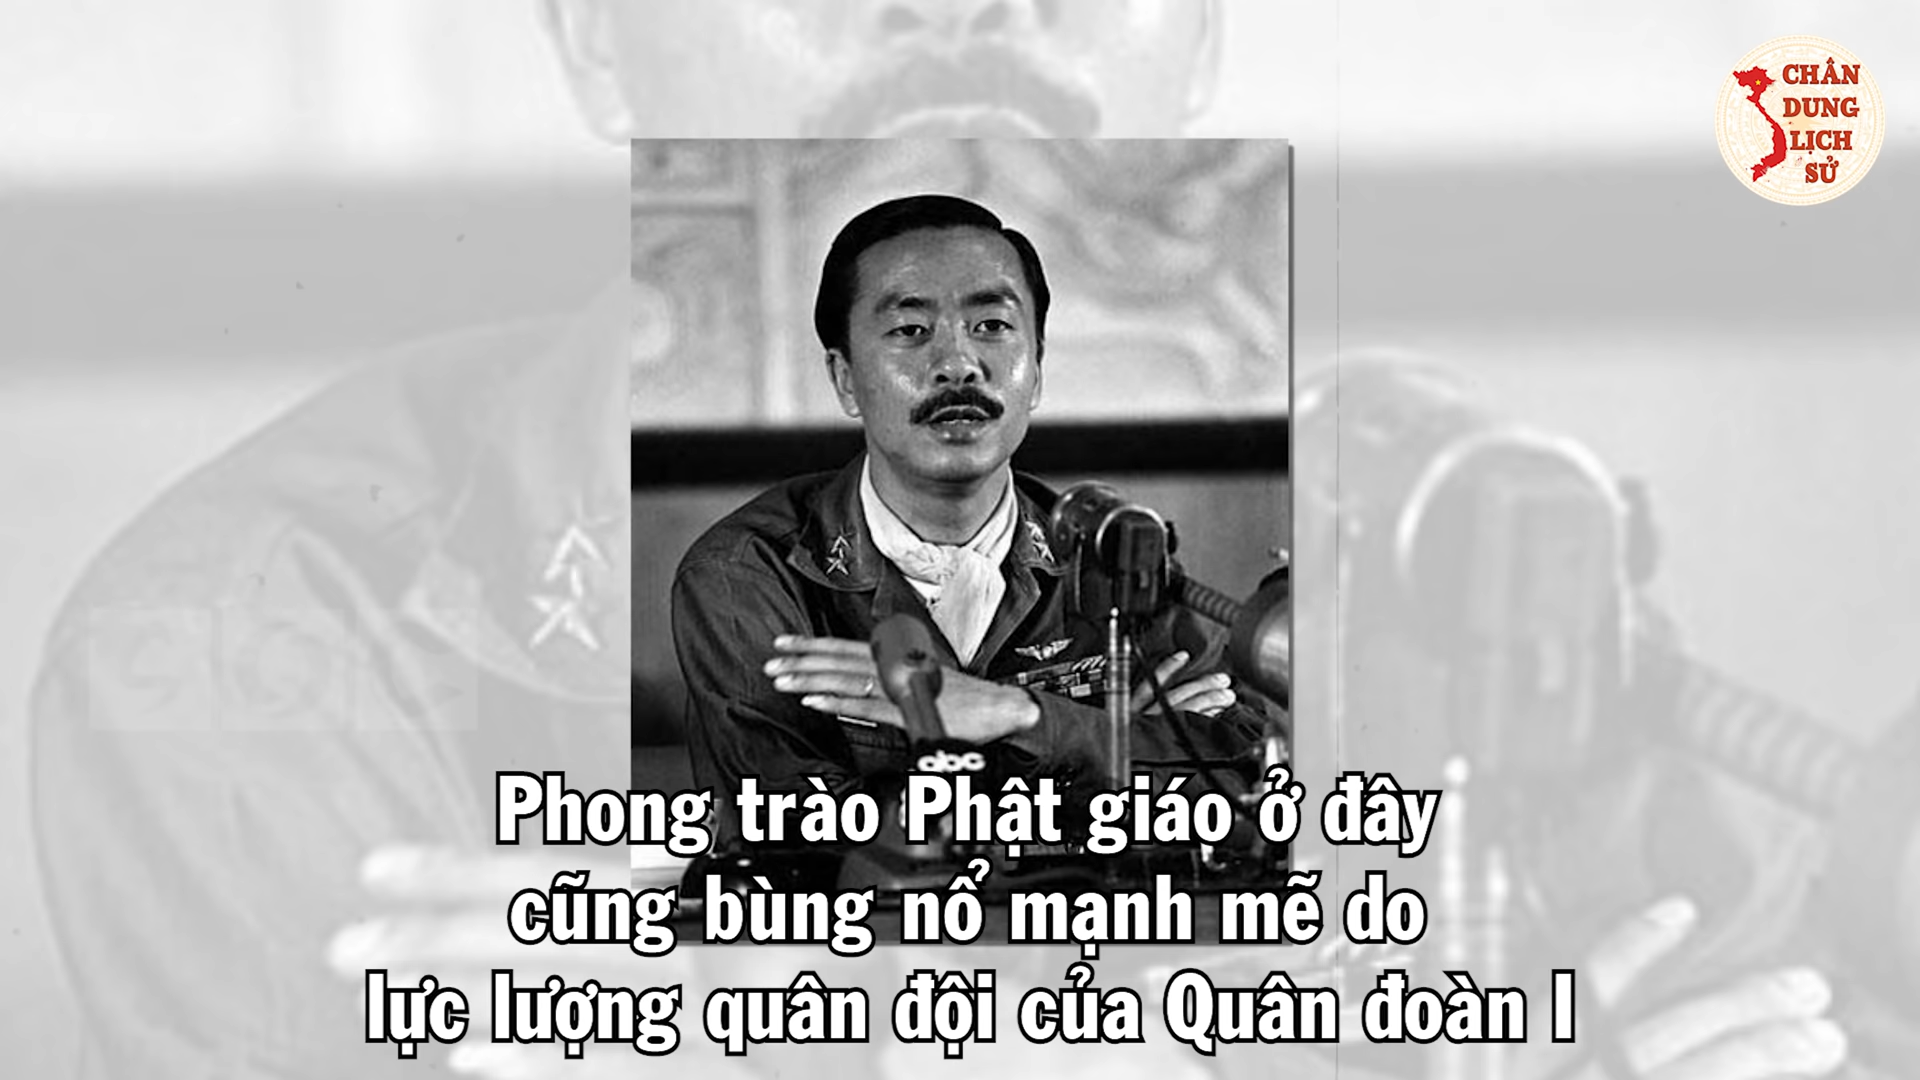 CHÂN
DUNG
LỊCH
SỬ
abc
Phong trào Phật giáo ở đây
cũng bùng nổ mạnh mẽ do
lực lượng quân đội của Quân đoàn I